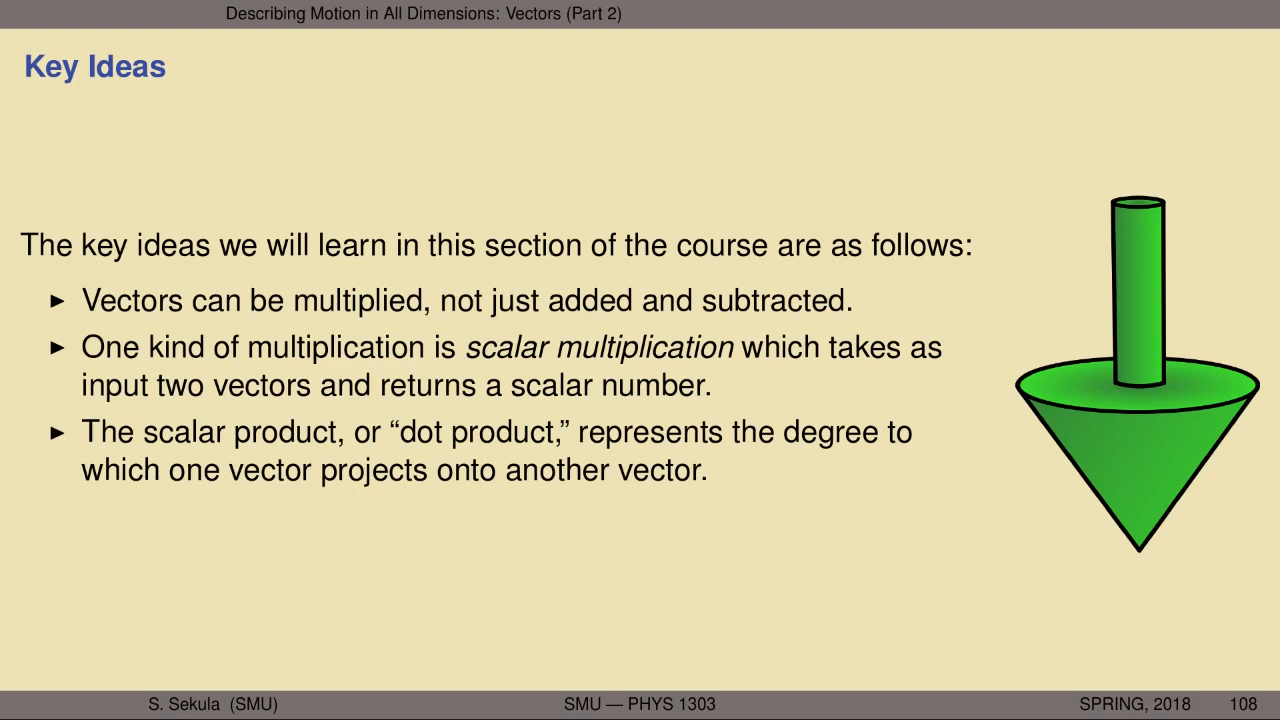 Describing Motion in All Dimensions: Vectors (Part 2)
Key Ideas
The key ideas we will learn in this section of the course are as follows:
▶ Vectors can be multiplied, not just added and subtracted.
▶ One kind of multiplication is scalar multiplication which takes as
input two vectors and returns a scalar number.
▶ The scalar product, or “dot product,” represents the degree to
which one vector projects onto another vector.
S. Sekula (SMU) SMU — PHYS 1303 SPRING, 2018 108